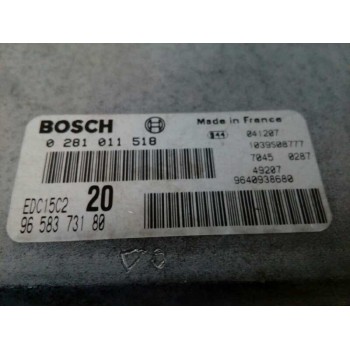 BOSCH
0 281 011 518
Made in France
041207
1039S08777
7045 0287
49207
9640938680
EDC15C2 20
96 583 731 80